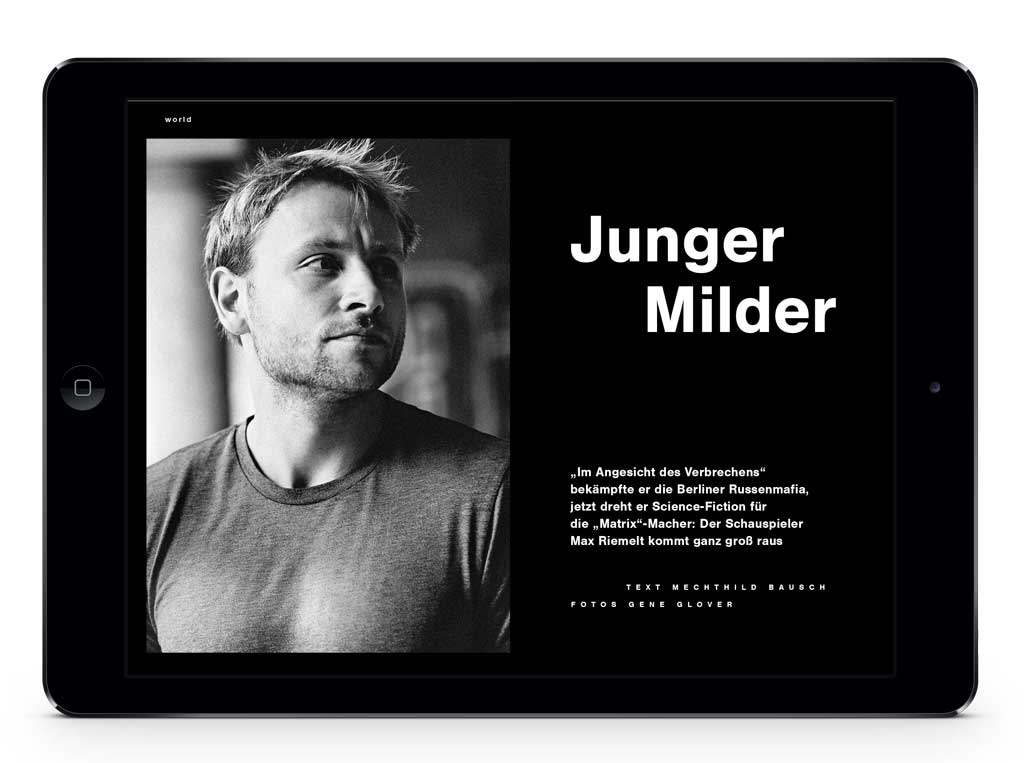 world
Junger
Milder
„Im Angesicht des Verbrechens“
bekämpfte er die Berliner Russenmafia,
jetzt dreht er Science-Fiction für
die „Matrix“-Macher: Der Schauspieler
Max Riemelt kommt ganz groß raus
TEXT MECHTHILD BAUSCH
FOTOS GENE GLOVER